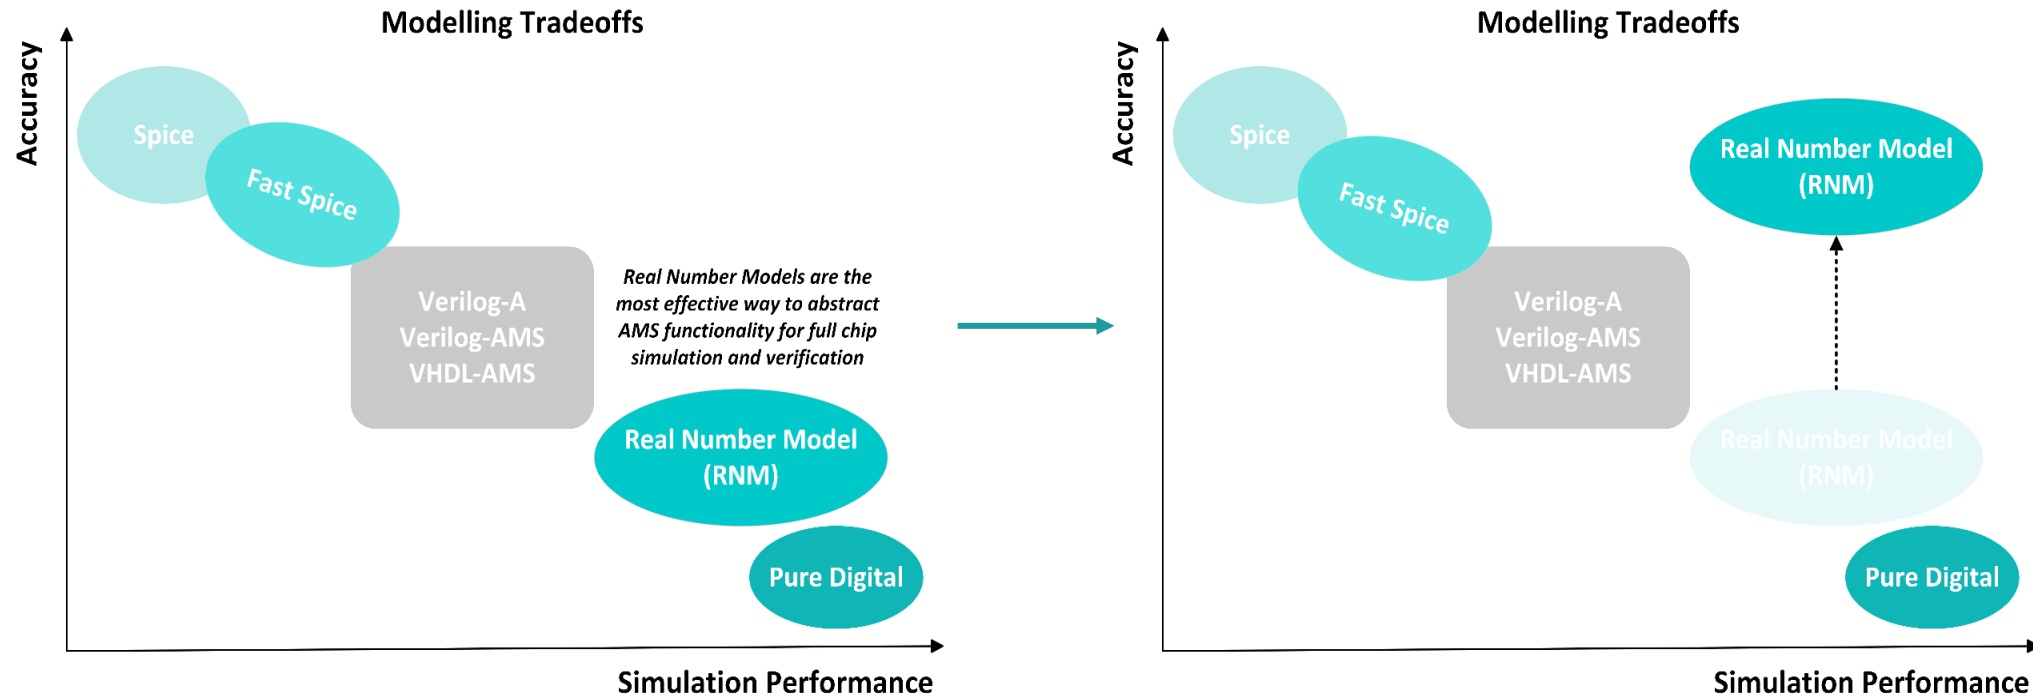 Modelling Tradeoffs
Accuracy
Spice
Fast Spice
Verilog-A
Verilog-AMS
VHDL-AMS
Real Number Models are the
most effective way to abstract
AMS functionality for full chip
simulation and verification
Real Number Model
(RNM)
Pure Digital
Simulation Performance
Modelling Tradeoffs
Accuracy
Spice
Fast Spice
Real Number Model
(RNM)
Verilog-A
Verilog-AMS
VHDL-AMS
Real Number Model
(RNM)
Pure Digital
Simulation Performance